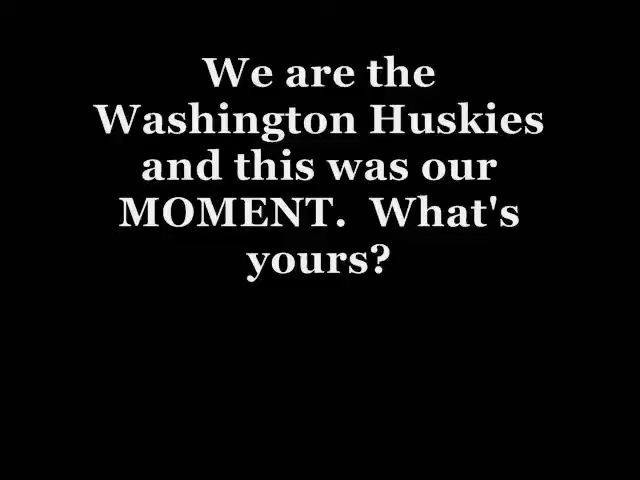 We are the
Washington Huskies
and this was our
MOMENT.  What's
yours?